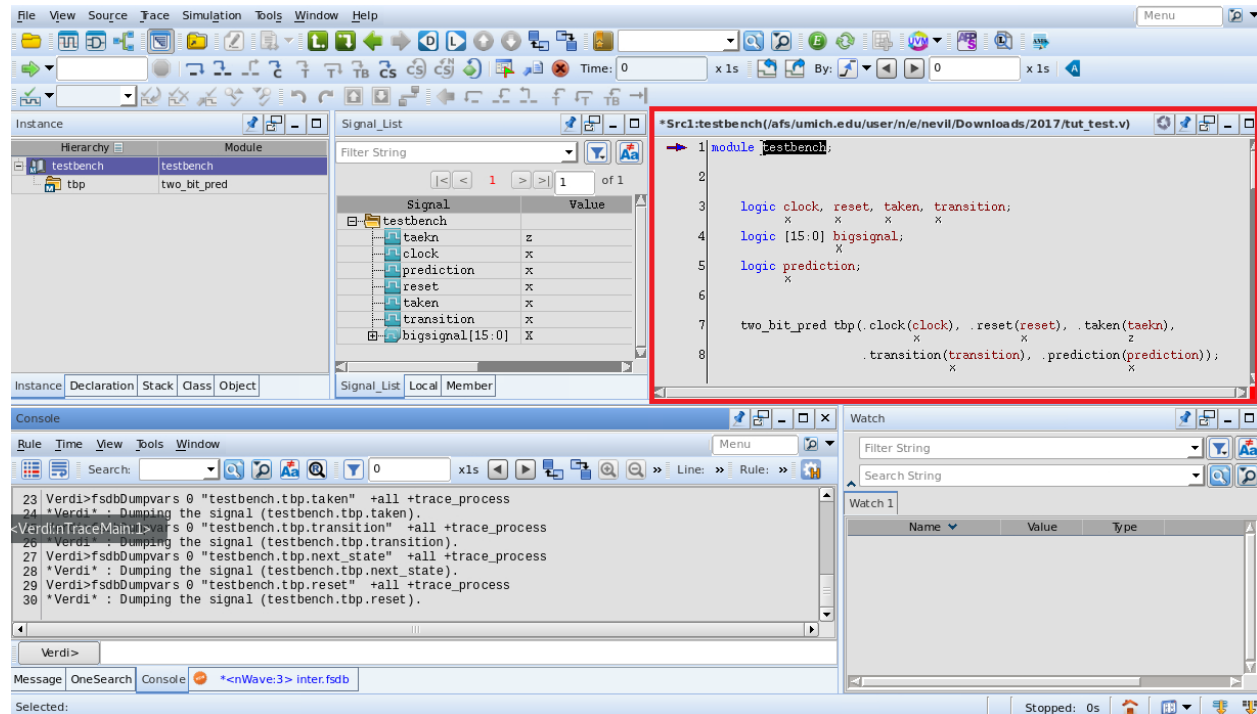 File View Source Trace Simulation Tools Window Help
Menu
Time: 0 x 1s By: 0 x 1s
Instance
Hierarchy Module
testbench testbench
tbp two_bit_pred
Instance Declaration Stack Class Object
Signal_List
Filter String
|< < 1 > >| 1 of 1
Signal Value
testbench
taekn z
clock x
prediction x
reset x
taken x
transition x
bigsignal[15:0] X
Signal_List Local Member
*Src1:testbench(/afs/umich.edu/user/n/e/nevil/Downloads/2017/tut_test.v)
1 module testbench;
2
3 logic clock, reset, taken, transition;
x x x x
4 logic [15:0] bigsignal;
X
5 logic prediction;
x
6
7 two_bit_pred tbp(.clock(clock), .reset(reset), .taken(taekn),
x x z
8 .transition(transition), .prediction(prediction));
x x
Console
Rule Time View Tools Window
Menu
Search: 0 x1s Line: » Rule: »
23 Verdi>fsdbDumpvars 0 "testbench.tbp.taken" +all +trace_process
24 *Verdi* : Dumping the signal (testbench.tbp.taken).
<Verdi:nTraceMain:1> vars 0 "testbench.tbp.transition" +all +trace_process
26 *Verdi* : Dumping the signal (testbench.tbp.transition).
27 Verdi>fsdbDumpvars 0 "testbench.tbp.next_state" +all +trace_process
28 *Verdi* : Dumping the signal (testbench.tbp.next_state).
29 Verdi>fsdbDumpvars 0 "testbench.tbp.reset" +all +trace_process
30 *Verdi* : Dumping the signal (testbench.tbp.reset).
Verdi>
Message OneSearch Console *<nWave:3> inter.fsdb
Watch
Filter String
Search String
Watch 1
Name Value Type
Selected:
Stopped: 0s